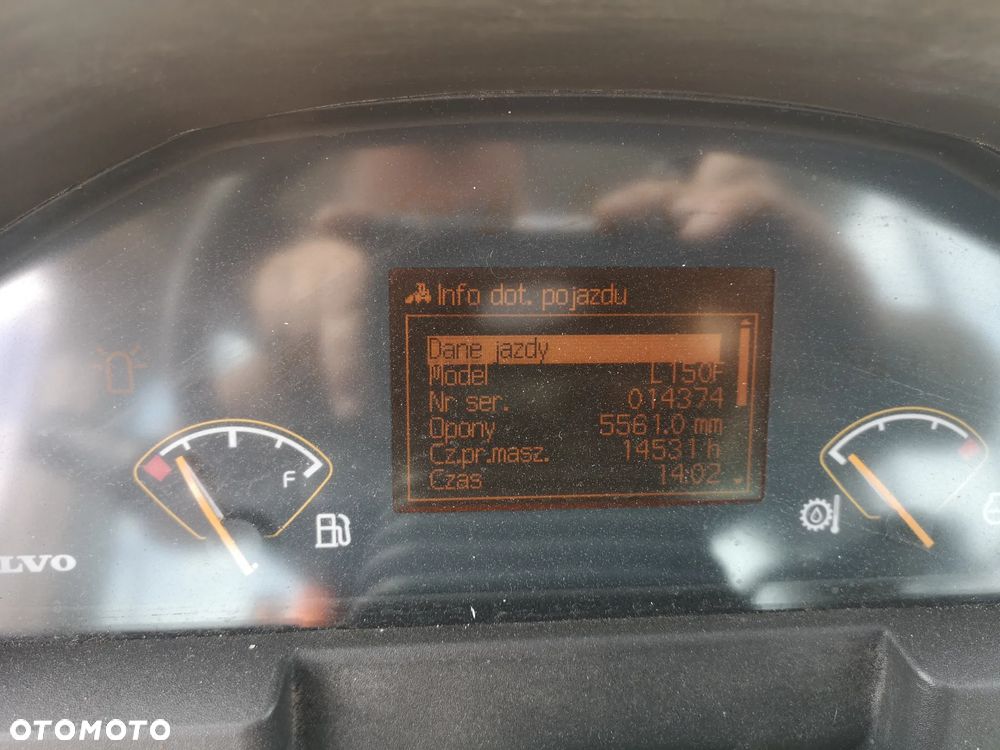 Info dot. pojazdu
Dane jazdy
Model L150F
Nr ser. 014374
Opony 5561.0 mm
Cz.pr.masz. 14531 h
Czas 14:02
F
LVO
OTOMOTO